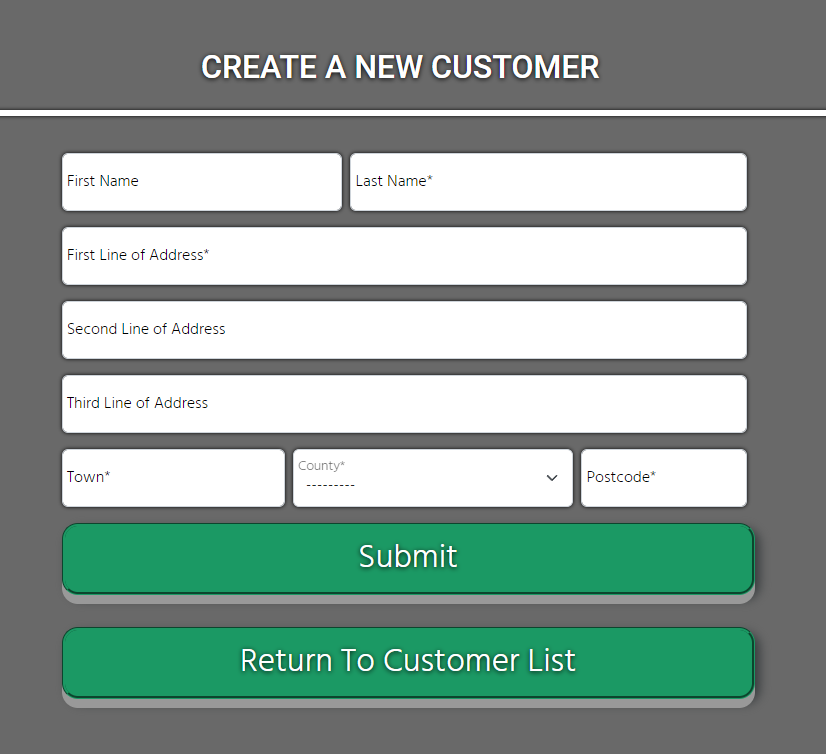 CREATE A NEW CUSTOMER
First Name
Last Name*
First Line of Address*
Second Line of Address
Third Line of Address
Town*
County*
---------
Postcode*
Submit
Return To Customer List